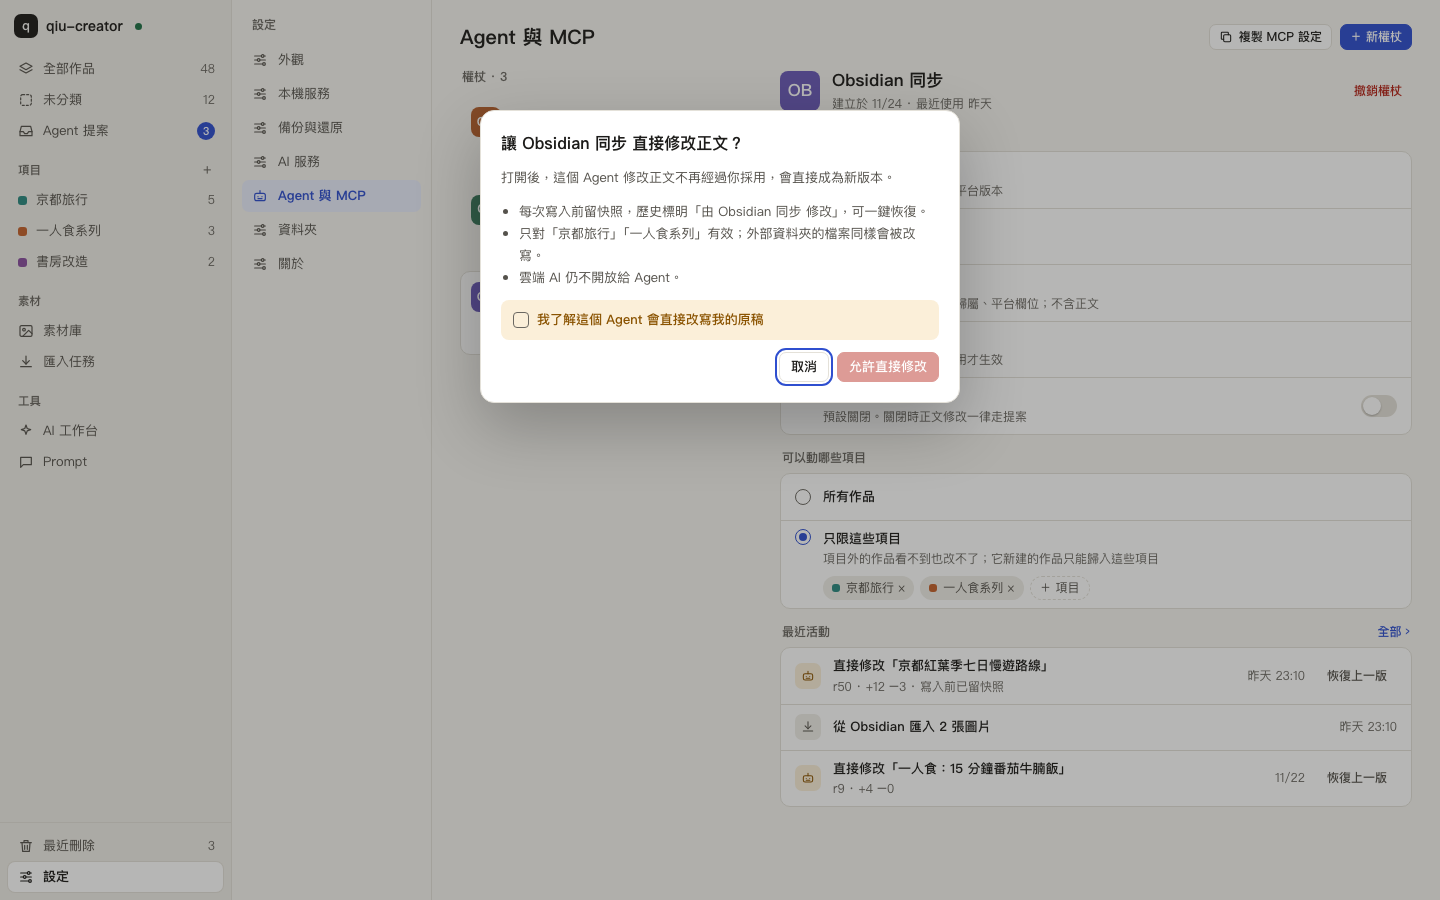 q qiu-creator
全部作品 48
未分類 12
Agent 提案 3
項目 +
京都旅行 5
一人食系列 3
書房改造 2
素材
素材庫
匯入任務
工具
AI 工作台
Prompt
最近刪除 3
設定
設定
外觀
本機服務
備份與還原
AI 服務
Agent 與 MCP
資料夾
關於
Agent 與 MCP
複製 MCP 設定
+ 新權杖
權杖 · 3
OB
Obsidian 同步
建立於 11/24 · 最近使用 昨天
撤銷權杖
讓 Obsidian 同步 直接修改正文？
打開後，這個 Agent 修改正文不再經過你採用，會直接成為新版本。
每次寫入前留快照，歷史標明「由 Obsidian 同步 修改」，可一鍵恢復。
只對「京都旅行」「一人食系列」有效；外部資料夾的檔案同樣會被改
寫。
雲端 AI 仍不開放給 Agent。
我了解這個 Agent 會直接改寫我的原稿
取消
允許直接修改
平台版本
歸屬、平台欄位；不含正文
用才生效
預設關閉。關閉時正文修改一律走提案
可以動哪些項目
所有作品
只限這些項目
項目外的作品看不到也改不了；它新建的作品只能歸入這些項目
京都旅行 ×
一人食系列 ×
+ 項目
最近活動
全部 ›
直接修改「京都紅葉季七日慢遊路線」
r50 · +12 −3 · 寫入前已留快照
昨天 23:10
恢復上一版
從 Obsidian 匯入 2 張圖片
昨天 23:10
直接修改「一人食：15 分鐘番茄牛腩飯」
r9 · +4 −0
11/22
恢復上一版